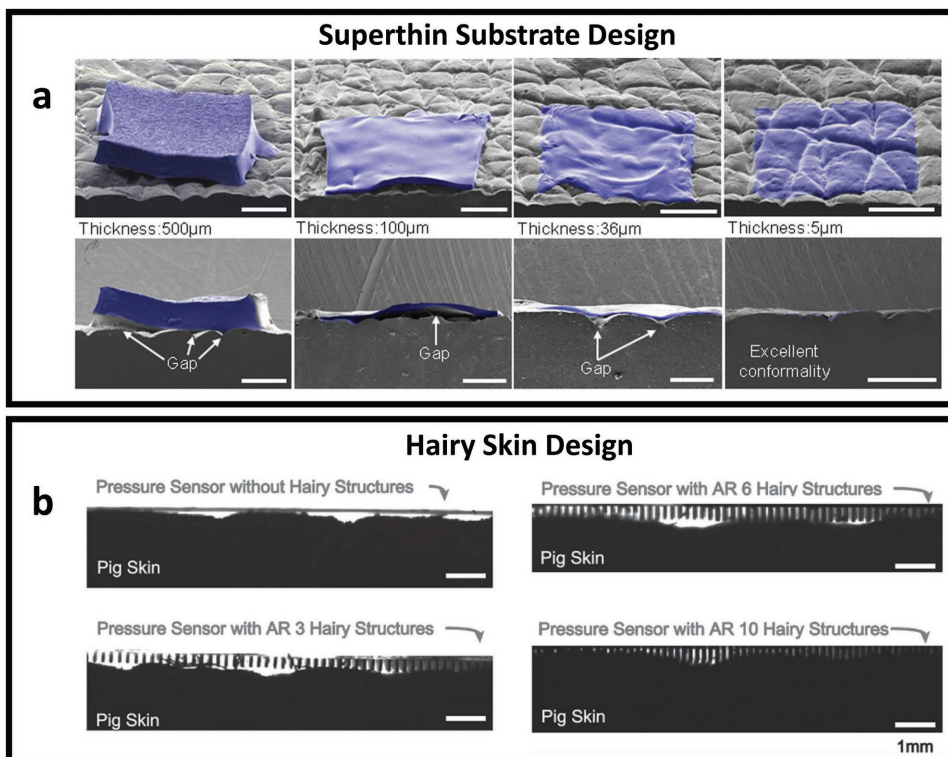 Superthin Substrate Design
a
Thickness:500µm
Thickness:100µm
Thickness:36µm
Thickness:5µm
Gap
Gap
Gap
Excellent
conformality
Hairy Skin Design
b
Pressure Sensor without Hairy Structures
Pig Skin
Pressure Sensor with AR 6 Hairy Structures
Pig Skin
Pressure Sensor with AR 3 Hairy Structures
Pig Skin
Pressure Sensor with AR 10 Hairy Structures
Pig Skin
1mm